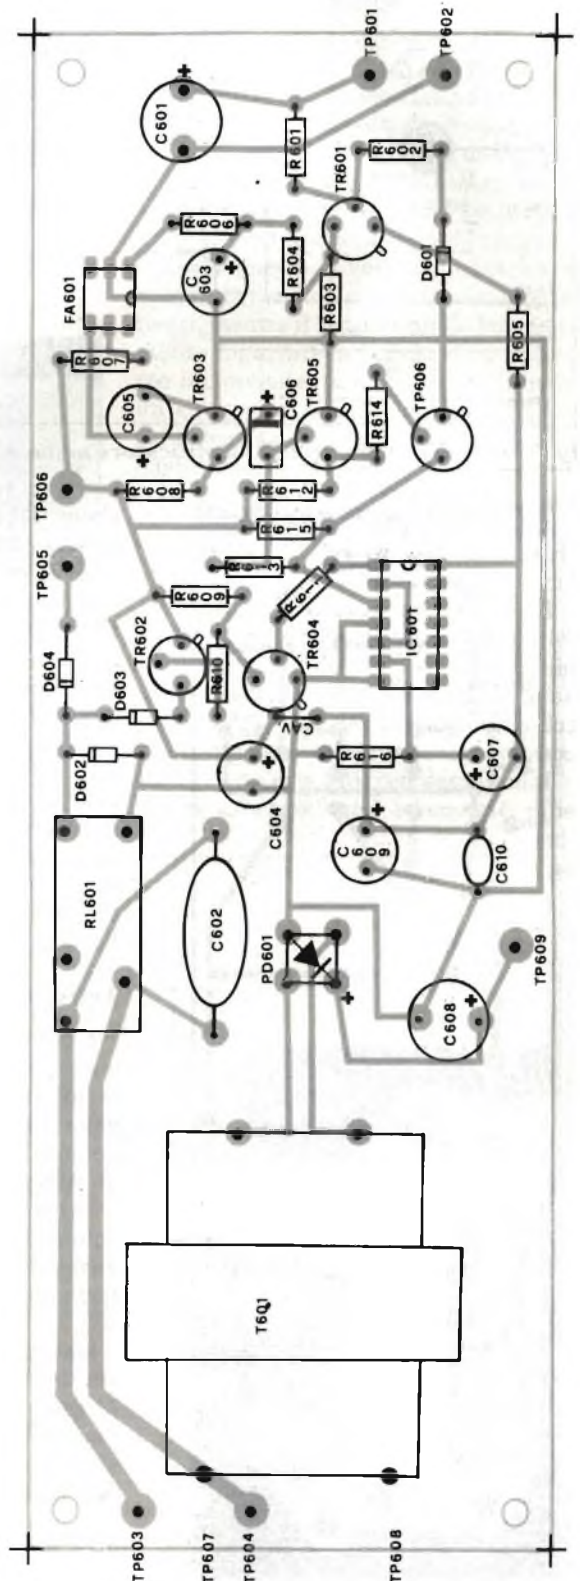 TP601
TP602
C601
+
R601
TR601
R602
R606
C603
+
R604
R603
D601
FA601
R607
R605
TR603
C605
+
C606
+
TR605
R614
TP606
TP606
R608
R612
R615
TP605
R613
R609
R611
IC601
D604
TR602
D603
R610
TR604
CAV.
D602
C604
+
R616
C607
+
RL601
C609
+
C610
C602
PD601
+
C608
+
TP609
T601
TP603
TP607
TP604
TP608